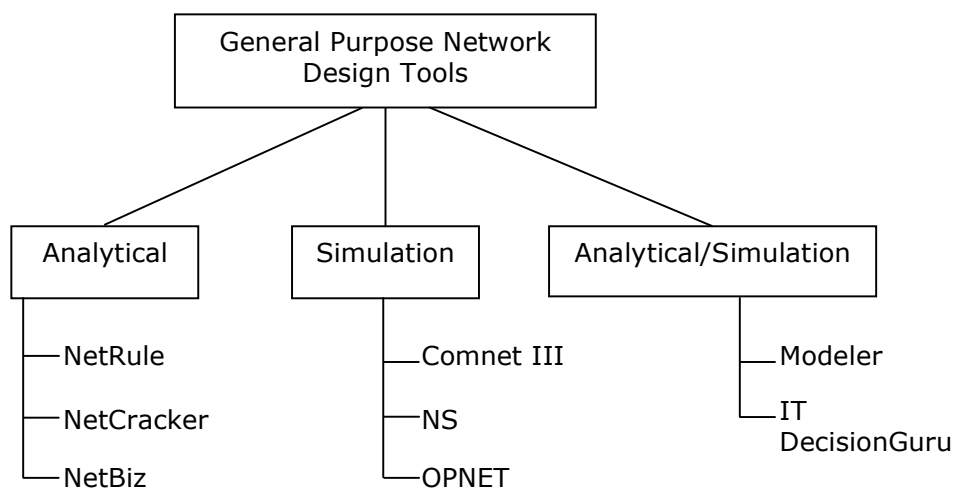 General Purpose Network
Design Tools
Analytical
Simulation
Analytical/Simulation
NetRule
NetCracker
NetBiz
Comnet III
NS
OPNET
Modeler
IT
DecisionGuru